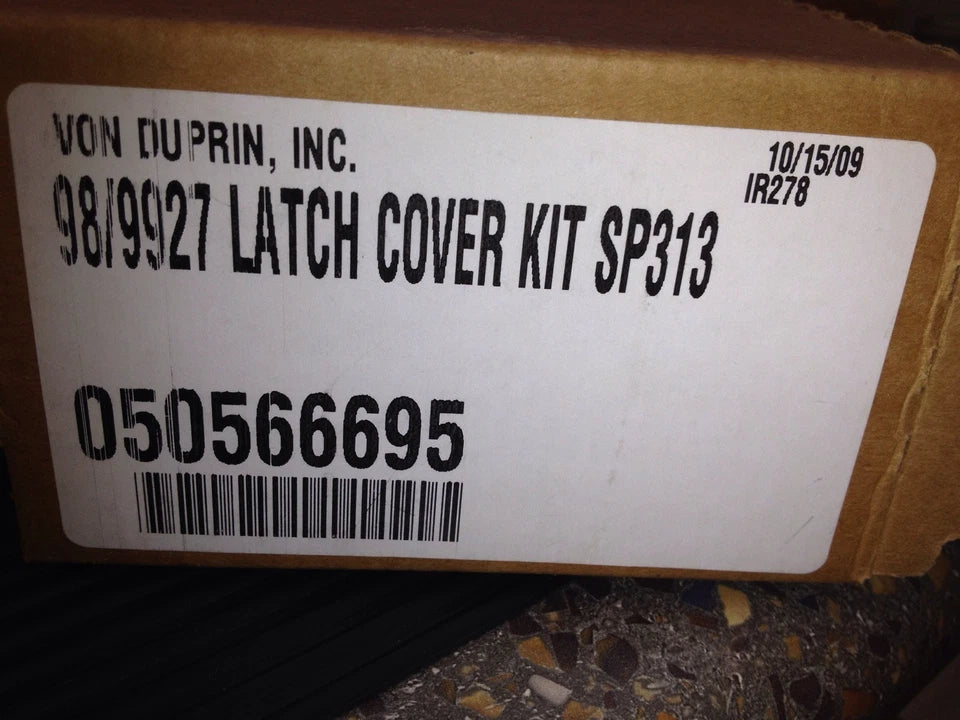 VON DUPRIN, INC.
10/15/09
IR278
98/9927 LATCH COVER KIT SP313
050566695